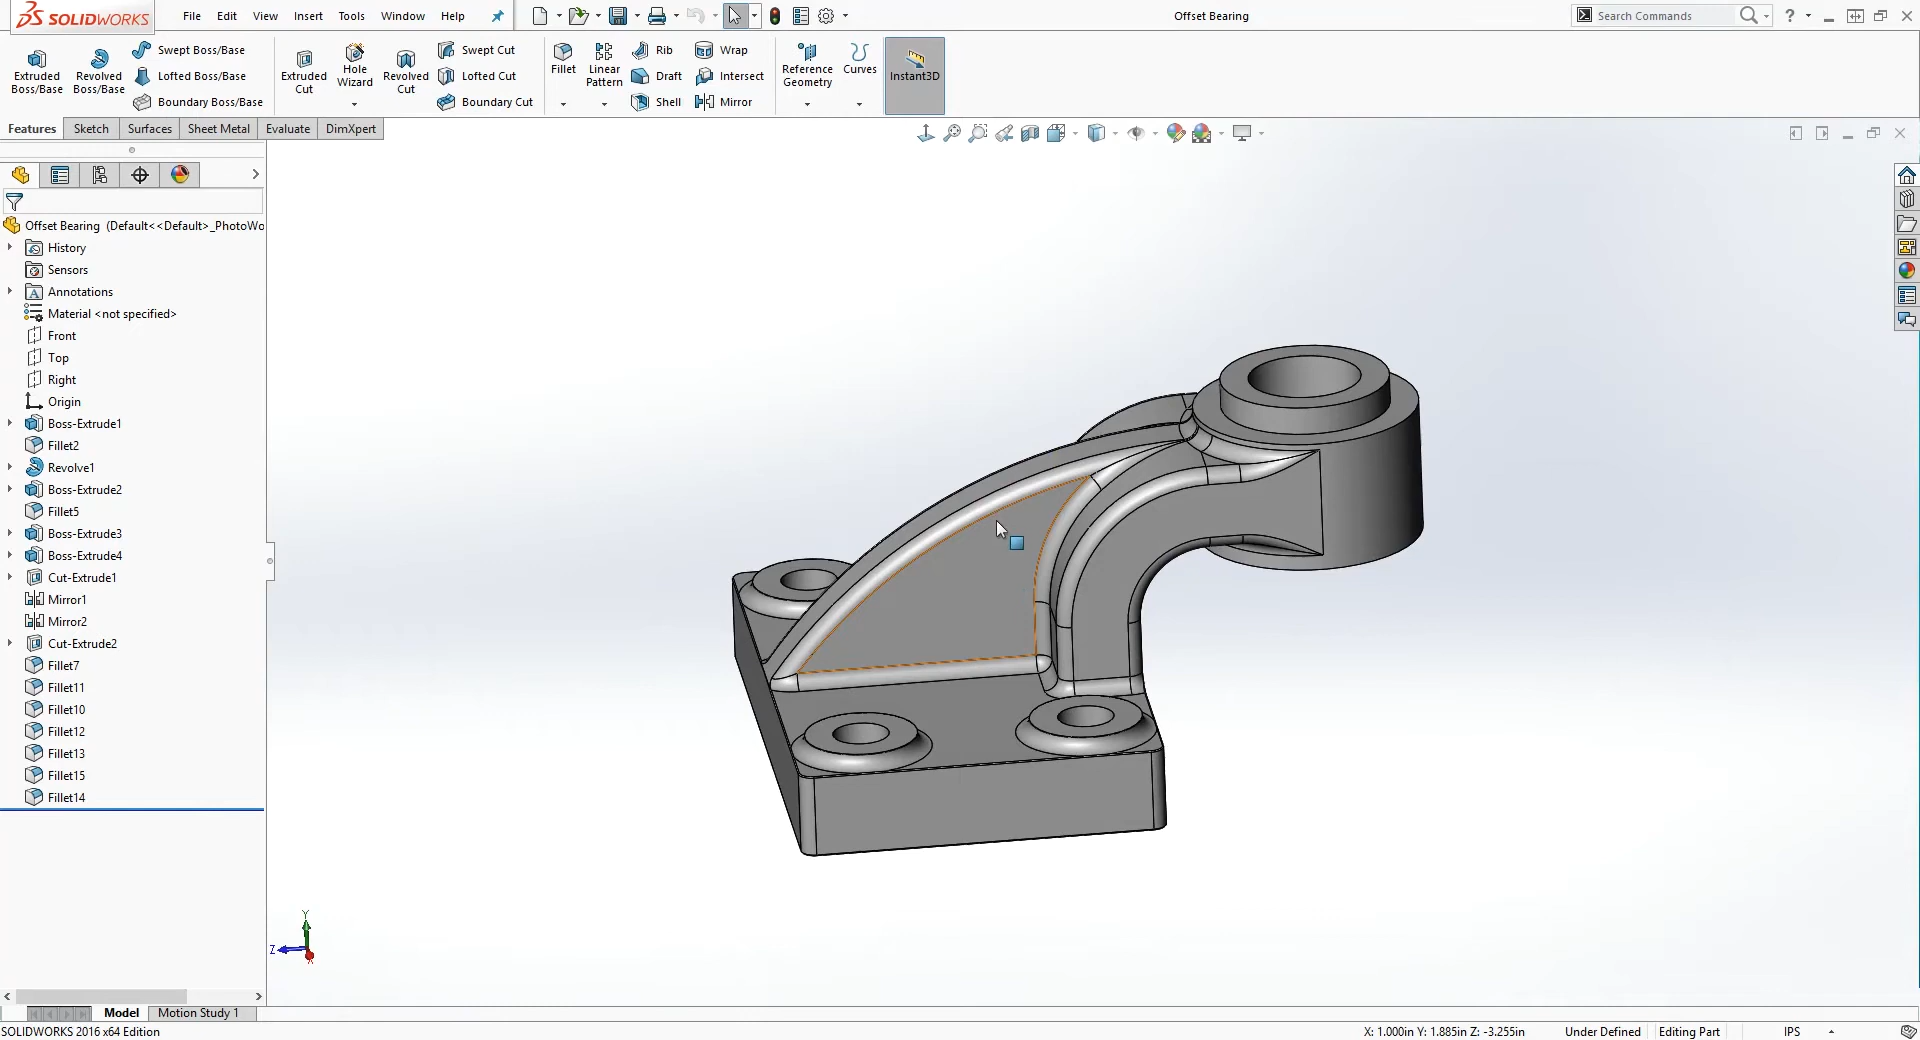 SOLIDWORKS File Edit View Insert Tools Window Help Offset Bearing Search Commands ?
Extruded Boss/Base
Revolved Boss/Base
Swept Boss/Base
Lofted Boss/Base
Boundary Boss/Base
Extruded Cut
Hole Wizard
Revolved Cut
Swept Cut
Lofted Cut
Boundary Cut
Fillet
Linear Pattern
Rib
Draft
Shell
Wrap
Intersect
Mirror
Reference Geometry
Curves
Instant3D
Features Sketch Surfaces Sheet Metal Evaluate DimXpert
Offset Bearing (Default<<Default>_PhotoWo
History
Sensors
A Annotations
Material <not specified>
Front
Top
Right
Origin
Boss-Extrude1
Fillet2
Revolve1
Boss-Extrude2
Fillet5
Boss-Extrude3
Boss-Extrude4
Cut-Extrude1
Mirror1
Mirror2
Cut-Extrude2
Fillet7
Fillet11
Fillet10
Fillet12
Fillet13
Fillet15
Fillet14
Y
Z
X
Model Motion Study 1
SOLIDWORKS 2016 x64 Edition X: 1.000in Y: 1.885in Z: -3.255in Under Defined Editing Part IPS